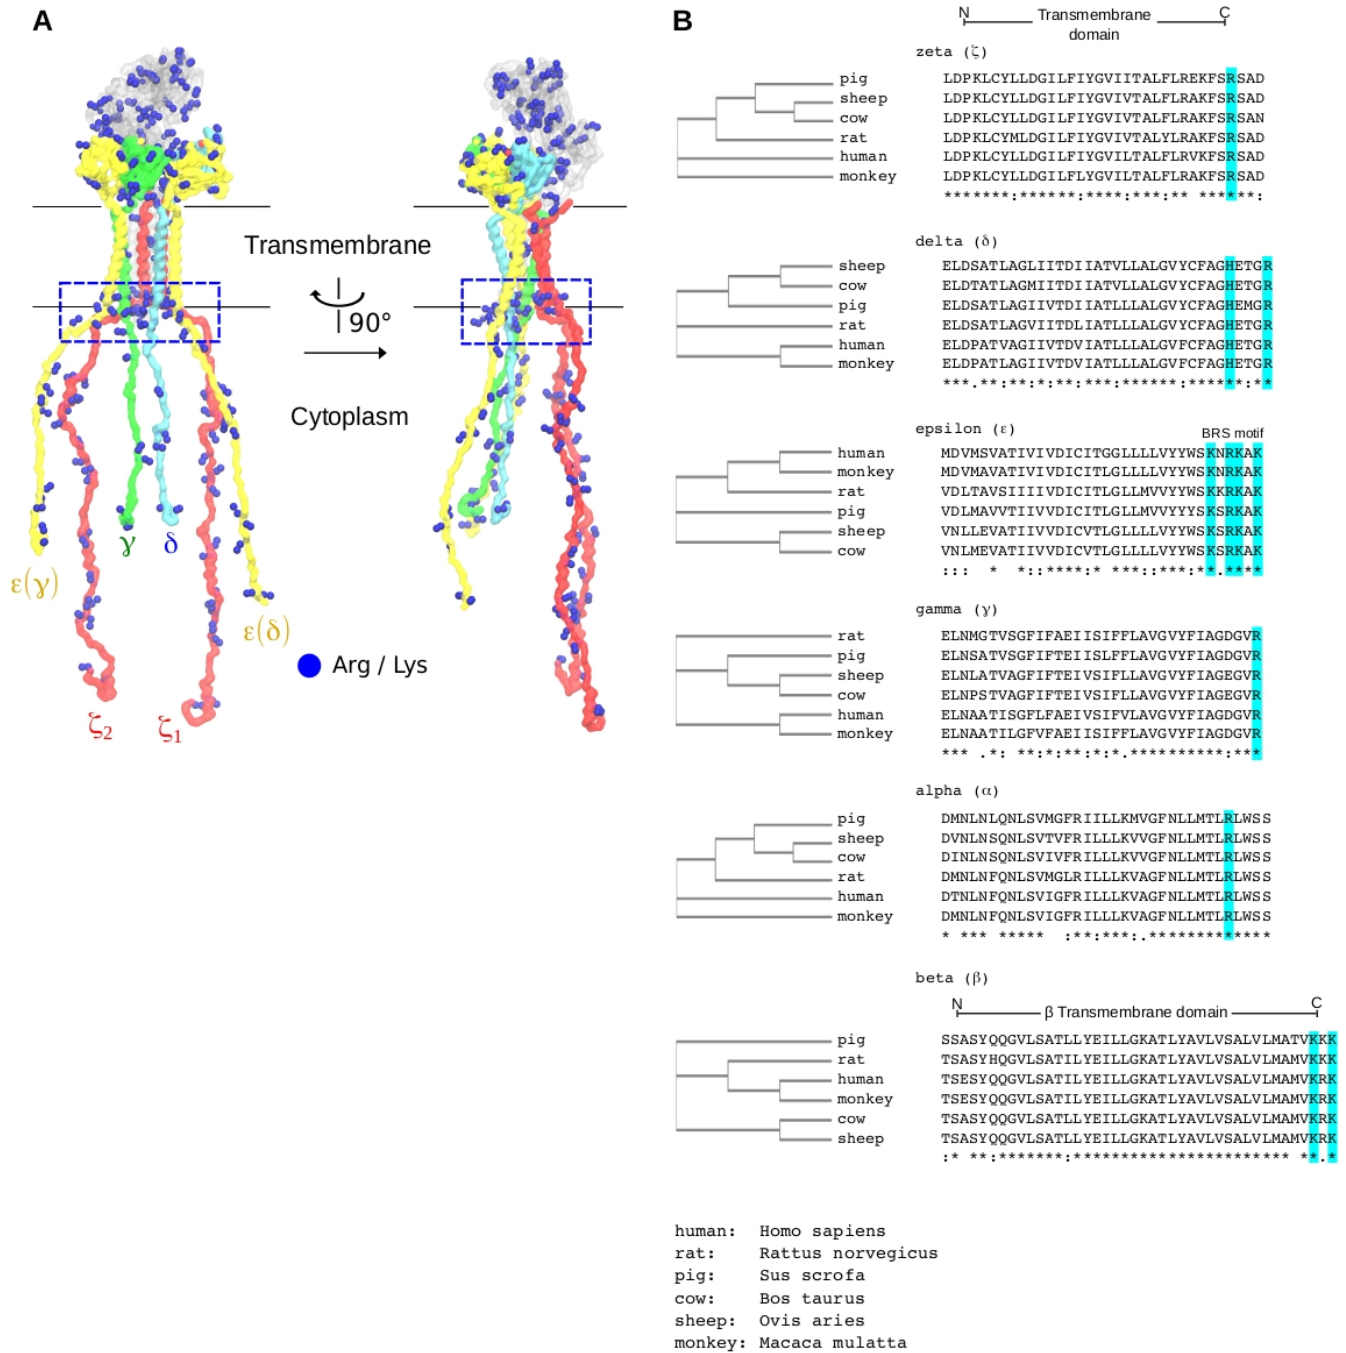 A
Transmembrane
90°
Cytoplasm
γ
δ
ε(γ)
ε(δ)
Arg / Lys
ζ2
ζ1
B
N Transmembrane domain C
zeta (ζ)
pig LDPKLCYLLDGILFIYGVIITALFLREKFSRSAD
sheep LDPKLCYLLDGILFIYGVIVTALFLRAKFSRSAD
cow LDPKLCYLLDGILFIYGVIVTALFLRAKFSRSAN
rat LDPKLCYMLDGILFIYGVIVTALYLRAKFSRSAD
human LDPKLCYLLDGILFIYGVILTALFLRVKFSRSAD
monkey LDPKLCYLLDGILFIYGVILTALFLRAKFSRSAD
*******:***********:***:** *******:
delta (δ)
sheep ELDSATLAGLIITDIIATVLLALGVYCFAGHETGR
cow ELDTATLAGMIITDIIATVLLALGVYCFAGHETGR
pig ELDSATLAGIIVTDIIATLLLALGVYCFAGHEMGR
rat ELDSATLAGVIITDLIATLLLALGVYCFAGHETGR
human ELDPATVAGIIVTDVIATLLLALGVYCFAGHETGR
monkey ELDPATLAGIIVTDVIATLLLALGVFCFAGHETGR
***.**:**:*:**:***:******:******:**
epsilon (ε)
BRS motif
human MDVMSVATIVIVDICITGGLLLLVYYWSKNRKAK
monkey MDVMAVATIVIVDICITLGLLLLVYYWSKNRKAK
rat VDLTAVSIIIIVDICITLGLLMVVYYWSKKRKAK
pig VDLMAVVTIIVVDICITLGLLMVVYYYSKSRKAK
sheep VNLLEVATIIVVDICVTLGLLLLVYYWSKSRKAK
cow VNLMEVATIIVVDICVTLGLLLLVYYWSKSRKAK
gamma (γ)
rat ELNMGTVSGFIFAEIISIFFLAVGVYFIAGDGVR
pig ELNSATVSGFIFTEIISLFFLAVGVYFIAGDGVR
sheep ELNLATVAGFIFTEIVSIFFLAVGVYFIAGEGVR
cow ELNPSTVAGFIFTEIVSIFFLAVGVYFIAGEGVR
human ELNAATISGFLFAEIVSIFVLAVGVYFIAGDGVR
monkey ELNAATILGFVFAEIISIFFLAVGVYFIAGDGVR
alpha (α)
pig DMNLNLQNLSVMGFRIILLKMVGFNLLMTLRLWSS
sheep DVNLNSQNLSVTVFRILLLKVVGFNLLMTLRLWSS
cow DINLNSQNLSVIVFRILLLKVVGFNLLMTLRLWSS
rat DMNLNFQNLSVMGLRILLLKVAGFNLLMTLRLWSS
human DTNLNFQNLSVIGFRILLLKVAGFNLLMTLRLWSS
monkey DMNLNFQNLSVIGFRILLLKVAGFNLLMTLRLWSS
beta (β)
N β Transmembrane domain C
pig SSASYQQGVLSATLLYEILLGKATLYAVLVSALVLMATVKKK
rat TSASYHQGVLSATILYEILLGKATLYAVLVSALVLMAMVKKK
human TSESYQQGVLSATILYEILLGKATLYAVLVSALVLMAMVKRK
monkey TSESYQQGVLSATILYEILLGKATLYAVLVSALVLMAMVKRK
cow TSASYQQGVLSATLLYEILLGKATLYAVLVSALVLMAMVKRK
sheep TSASYQQGVLSATLLYEILLGKATLYAVLVSALVLMAMVKRK
human: Homo sapiens
rat: Rattus norvegicus
pig: Sus scrofa
cow: Bos taurus
sheep: Ovis aries
monkey: Macaca mulatta